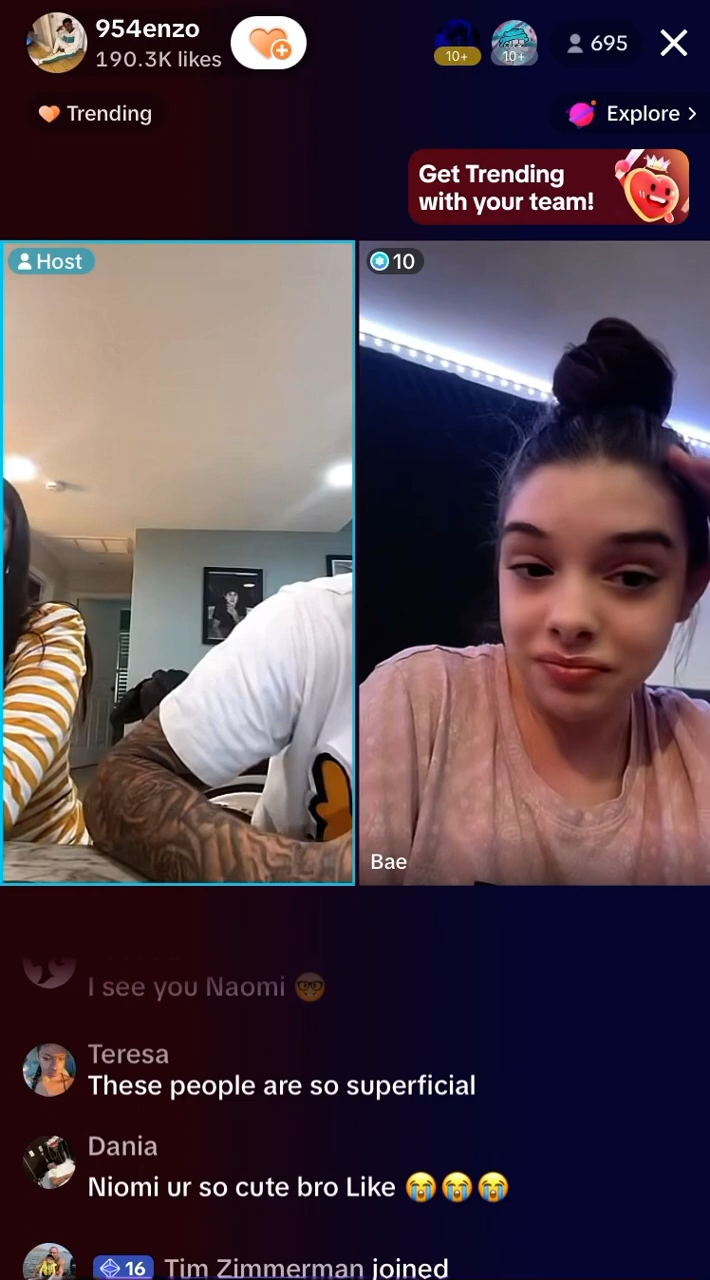 954enzo
190.3K likes
10+
10+
695
Trending
Explore >
Get Trending
with your team!
Host
10
Bae
I see you Naomi 🤓
Teresa
These people are so superficial
Dania
Niomi ur so cute bro Like 😭😭😭
16 Tim Zimmerman joined